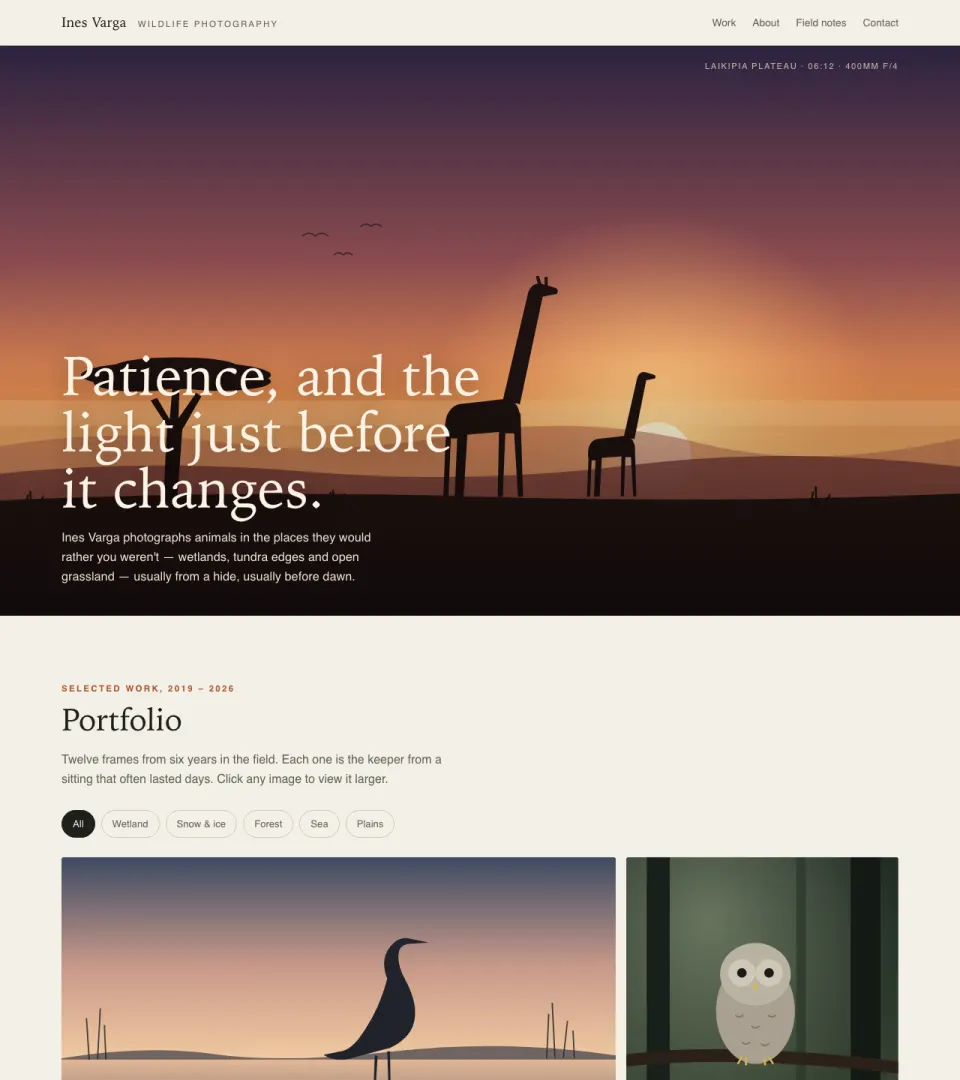 Ines Varga WILDLIFE PHOTOGRAPHY Work About Field notes Contact
LAIKIPIA PLATEAU · 06:12 · 400MM F/4
Patience, and the
light just before
it changes.
Ines Varga photographs animals in the places they would
rather you weren't — wetlands, tundra edges and open
grassland — usually from a hide, usually before dawn.
SELECTED WORK, 2019 – 2026
Portfolio
Twelve frames from six years in the field. Each one is the keeper from a
sitting that often lasted days. Click any image to view it larger.
All Wetland Snow & ice Forest Sea Plains